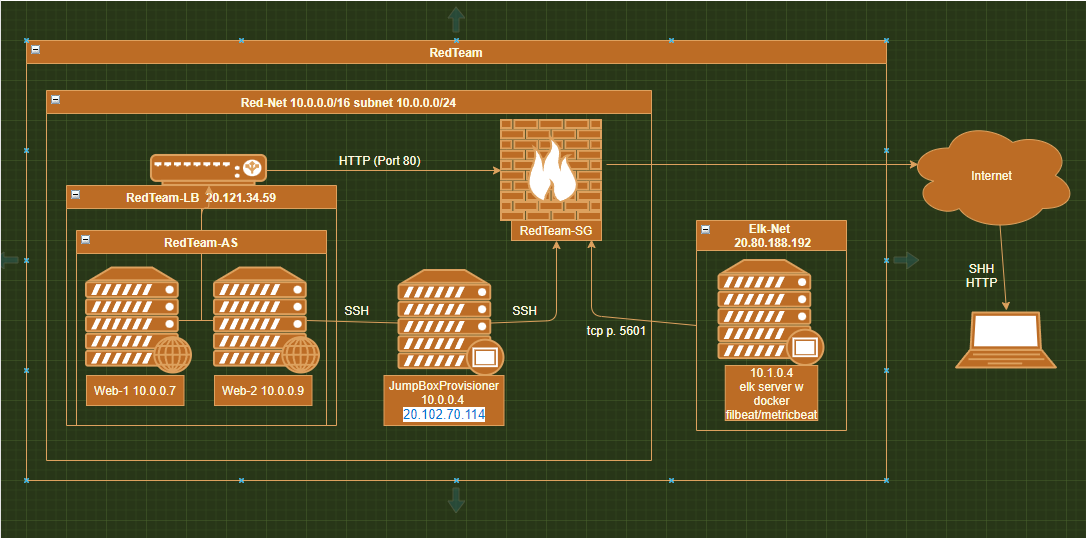 RedTeam
Red-Net 10.0.0.0/16 subnet 10.0.0.0/24
HTTP (Port 80)
Internet
RedTeam-LB 20.121.34.59
RedTeam-SG
Elk-Net
20.80.188.192
RedTeam-AS
SHH
HTTP
SSH
SSH
tcp p. 5601
Web-1 10.0.0.7
Web-2 10.0.0.9
JumpBoxProvisioner
10.0.0.4
20.102.70.114
10.1.0.4
elk server w
docker
filbeat/metricbeat